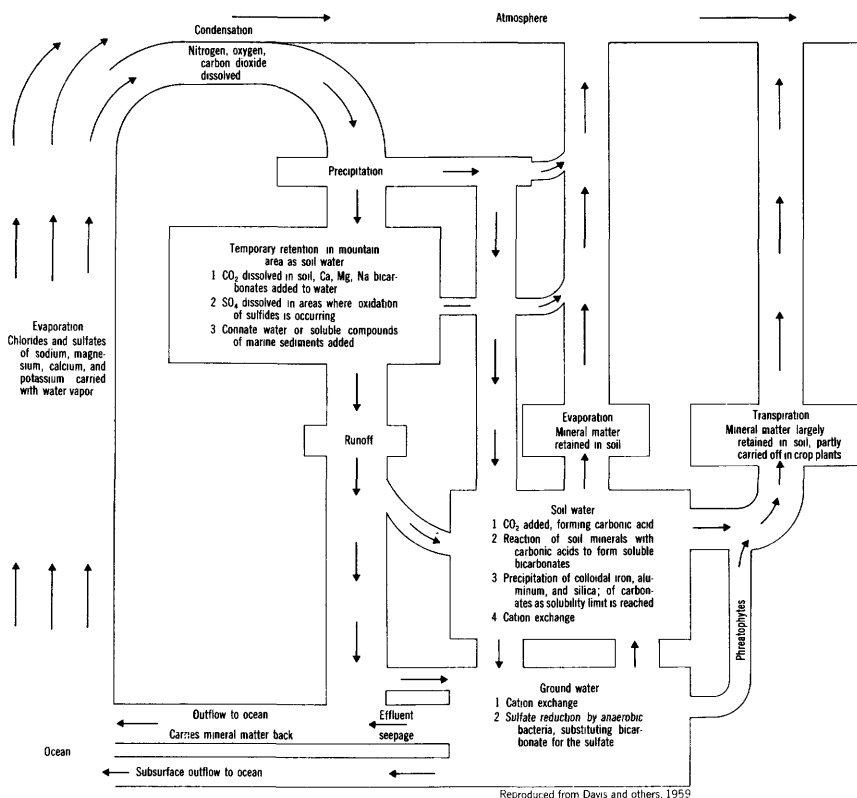 Condensation
Atmosphere
Nitrogen, oxygen,
carbon dioxide
dissolved
Precipitation
Temporary retention in mountain
area as soil water
1 CO2 dissolved in soil, Ca, Mg, Na bicar-
bonates added to water
2 SO4 dissolved in areas where oxidation
of sulfides is occurring
3 Connate water or soluble compounds
of marine sediments added
Evaporation
Chlorides and sulfates
of sodium, magne-
sium, calcium, and
potassium carried
with water vapor
Runoff
Evaporation
Mineral matter
retained in soil
Transpiration
Mineral matter largely
retained in soil, partly
carried off in crop plants
Soil water
1 CO2 added, forming carbonic acid
2 Reaction of soil minerals with
carbonic acids to form soluble
bicarbonates
3 Precipitation of colloidal iron, alu-
minum, and silica; of carbon-
ates as solubility limit is reached
4 Cation exchange
Phreatophytes
Ground water
1 Cation exchange
2 Sulfate reduction by anaerobic
bacteria, substituting bicar-
bonate for the sulfate
Outflow to ocean
Carries mineral matter back
Effluent
seepage
Ocean
Subsurface outflow to ocean
Reproduced from Davis and others, 1959